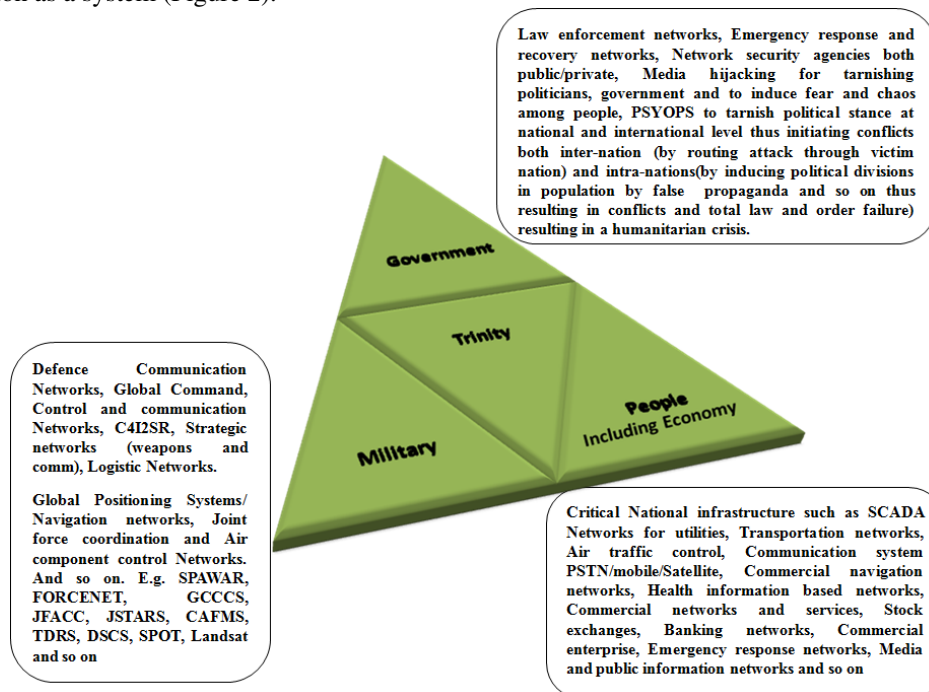 on as a system (Figure 2).
Law enforcement networks, Emergency response and
recovery networks, Network security agencies both
public/private, Media hijacking for tarnishing
politicians, government and to induce fear and chaos
among people, PSYOPS to tarnish political stance at
national and international level thus initiating conflicts
both inter-nation (by routing attack through victim
nation) and intra-nations(by inducing political divisions
in population by false propaganda and so on thus
resulting in conflicts and total law and order failure)
resulting in a humanitarian crisis.
Government
Trinity
Military
People
Including Economy
Defence Communication
Networks, Global Command,
Control and communication
Networks, C4I2SR, Strategic
networks (weapons and
comm), Logistic Networks.
Global Positioning Systems/
Navigation networks, Joint
force coordination and Air
component control Networks.
And so on. E.g. SPAWAR,
FORCENET, GCCCS,
JFACC, JSTARS, CAFMS,
TDRS, DSCS, SPOT, Landsat
and so on
Critical National infrastructure such as SCADA
Networks for utilities, Transportation networks,
Air traffic control, Communication system
PSTN/mobile/Satellite, Commercial navigation
networks, Health information based networks,
Commercial networks and services, Stock
exchanges, Banking networks, Commercial
enterprise, Emergency response networks, Media
and public information networks and so on